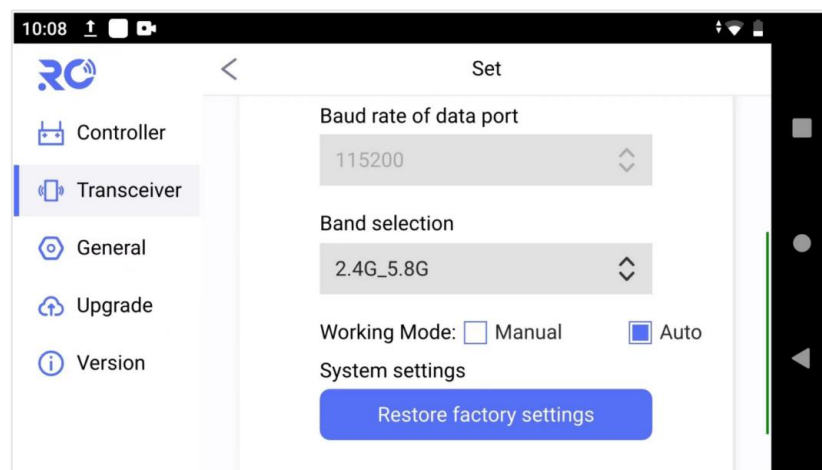 10:08
RC
Set
Controller
Transceiver
General
Upgrade
Version
Baud rate of data port
115200
Band selection
2.4G_5.8G
Working Mode: Manual Auto
System settings
Restore factory settings